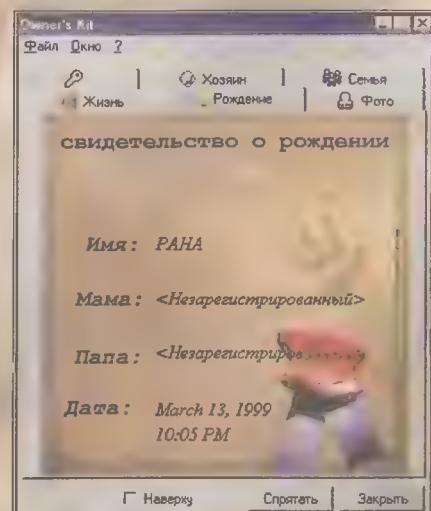 Owner's Kit
Файл Окно ?
Хозяин Семья
Жизнь Рождение Фото
свидетельство о рождении
Имя: РАНА
Мама: <Незарегистрированный>
Папа: <Незарегистриров.......
Дата: March 13, 1999
10:05 PM
Наверху Спрятать Закрыть